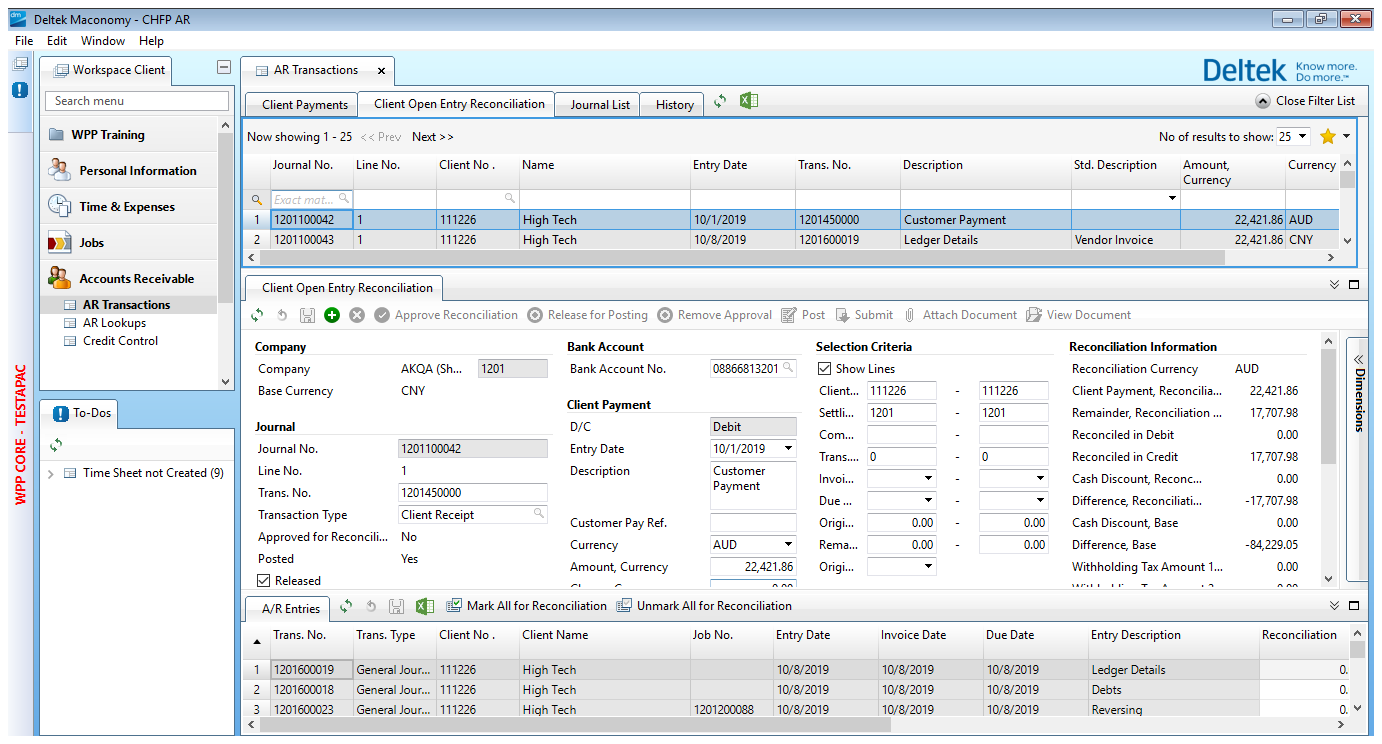 Deltek Maconomy - CHFP AR
File Edit Window Help
Workspace Client
Search menu
WPP Training
Personal Information
Time & Expenses
Jobs
Accounts Receivable
AR Transactions
AR Lookups
Credit Control
WPP CORE - TESTAPAC
To-Dos
Time Sheet not Created (9)
AR Transactions
Deltek Know more.
Do more.™
Client Payments Client Open Entry Reconciliation Journal List History Close Filter List
Now showing 1 - 25 << Prev Next >> No of results to show: 25
Journal No. Line No. Client No . Name Entry Date Trans. No. Description Std. Description Amount, Currency Currency
Exact mat...
1 1201100042 1 111226 High Tech 10/1/2019 1201450000 Customer Payment 22,421.86 AUD
2 1201100043 1 111226 High Tech 10/8/2019 1201600019 Ledger Details Vendor Invoice 22,421.86 CNY
Client Open Entry Reconciliation
Approve Reconciliation Release for Posting Remove Approval Post Submit Attach Document View Document
Company
Company AKQA (Sh... 1201
Base Currency CNY
Journal
Journal No. 1201100042
Line No. 1
Trans. No. 1201450000
Transaction Type Client Receipt
Approved for Reconcili... No
Posted Yes
Released
Bank Account
Bank Account No. 08866813201
Client Payment
D/C Debit
Entry Date 10/1/2019
Description Customer
Payment
Customer Pay Ref.
Currency AUD
Amount, Currency 22,421.86
Selection Criteria
Show Lines
Client... 111226 - 111226
Settli... 1201 - 1201
Com... -
Trans.... 0 - 0
Invoi... -
Due ... -
Origi... 0.00 - 0.00
Rema... 0.00 - 0.00
Origi...
Reconciliation Information
Reconciliation Currency AUD
Client Payment, Reconcilia... 22,421.86
Remainder, Reconciliation ... 17,707.98
Reconciled in Debit 0.00
Reconciled in Credit 17,707.98
Cash Discount, Reconc... 0.00
Difference, Reconciliati... -17,707.98
Cash Discount, Base 0.00
Difference, Base -84,229.05
Withholding Tax Amount 1... 0.00
Dimensions
A/R Entries Mark All for Reconciliation Unmark All for Reconciliation
Trans. No. Trans. Type Client No . Client Name Job No. Entry Date Invoice Date Due Date Entry Description Reconciliation
1 1201600019 General Jour... 111226 High Tech 10/8/2019 10/8/2019 10/8/2019 Ledger Details 0.
2 1201600018 General Jour... 111226 High Tech 10/8/2019 10/8/2019 10/8/2019 Debts 0.
3 1201600023 General Jour... 111226 High Tech 1201200088 10/8/2019 10/8/2019 10/8/2019 Reversing 0.